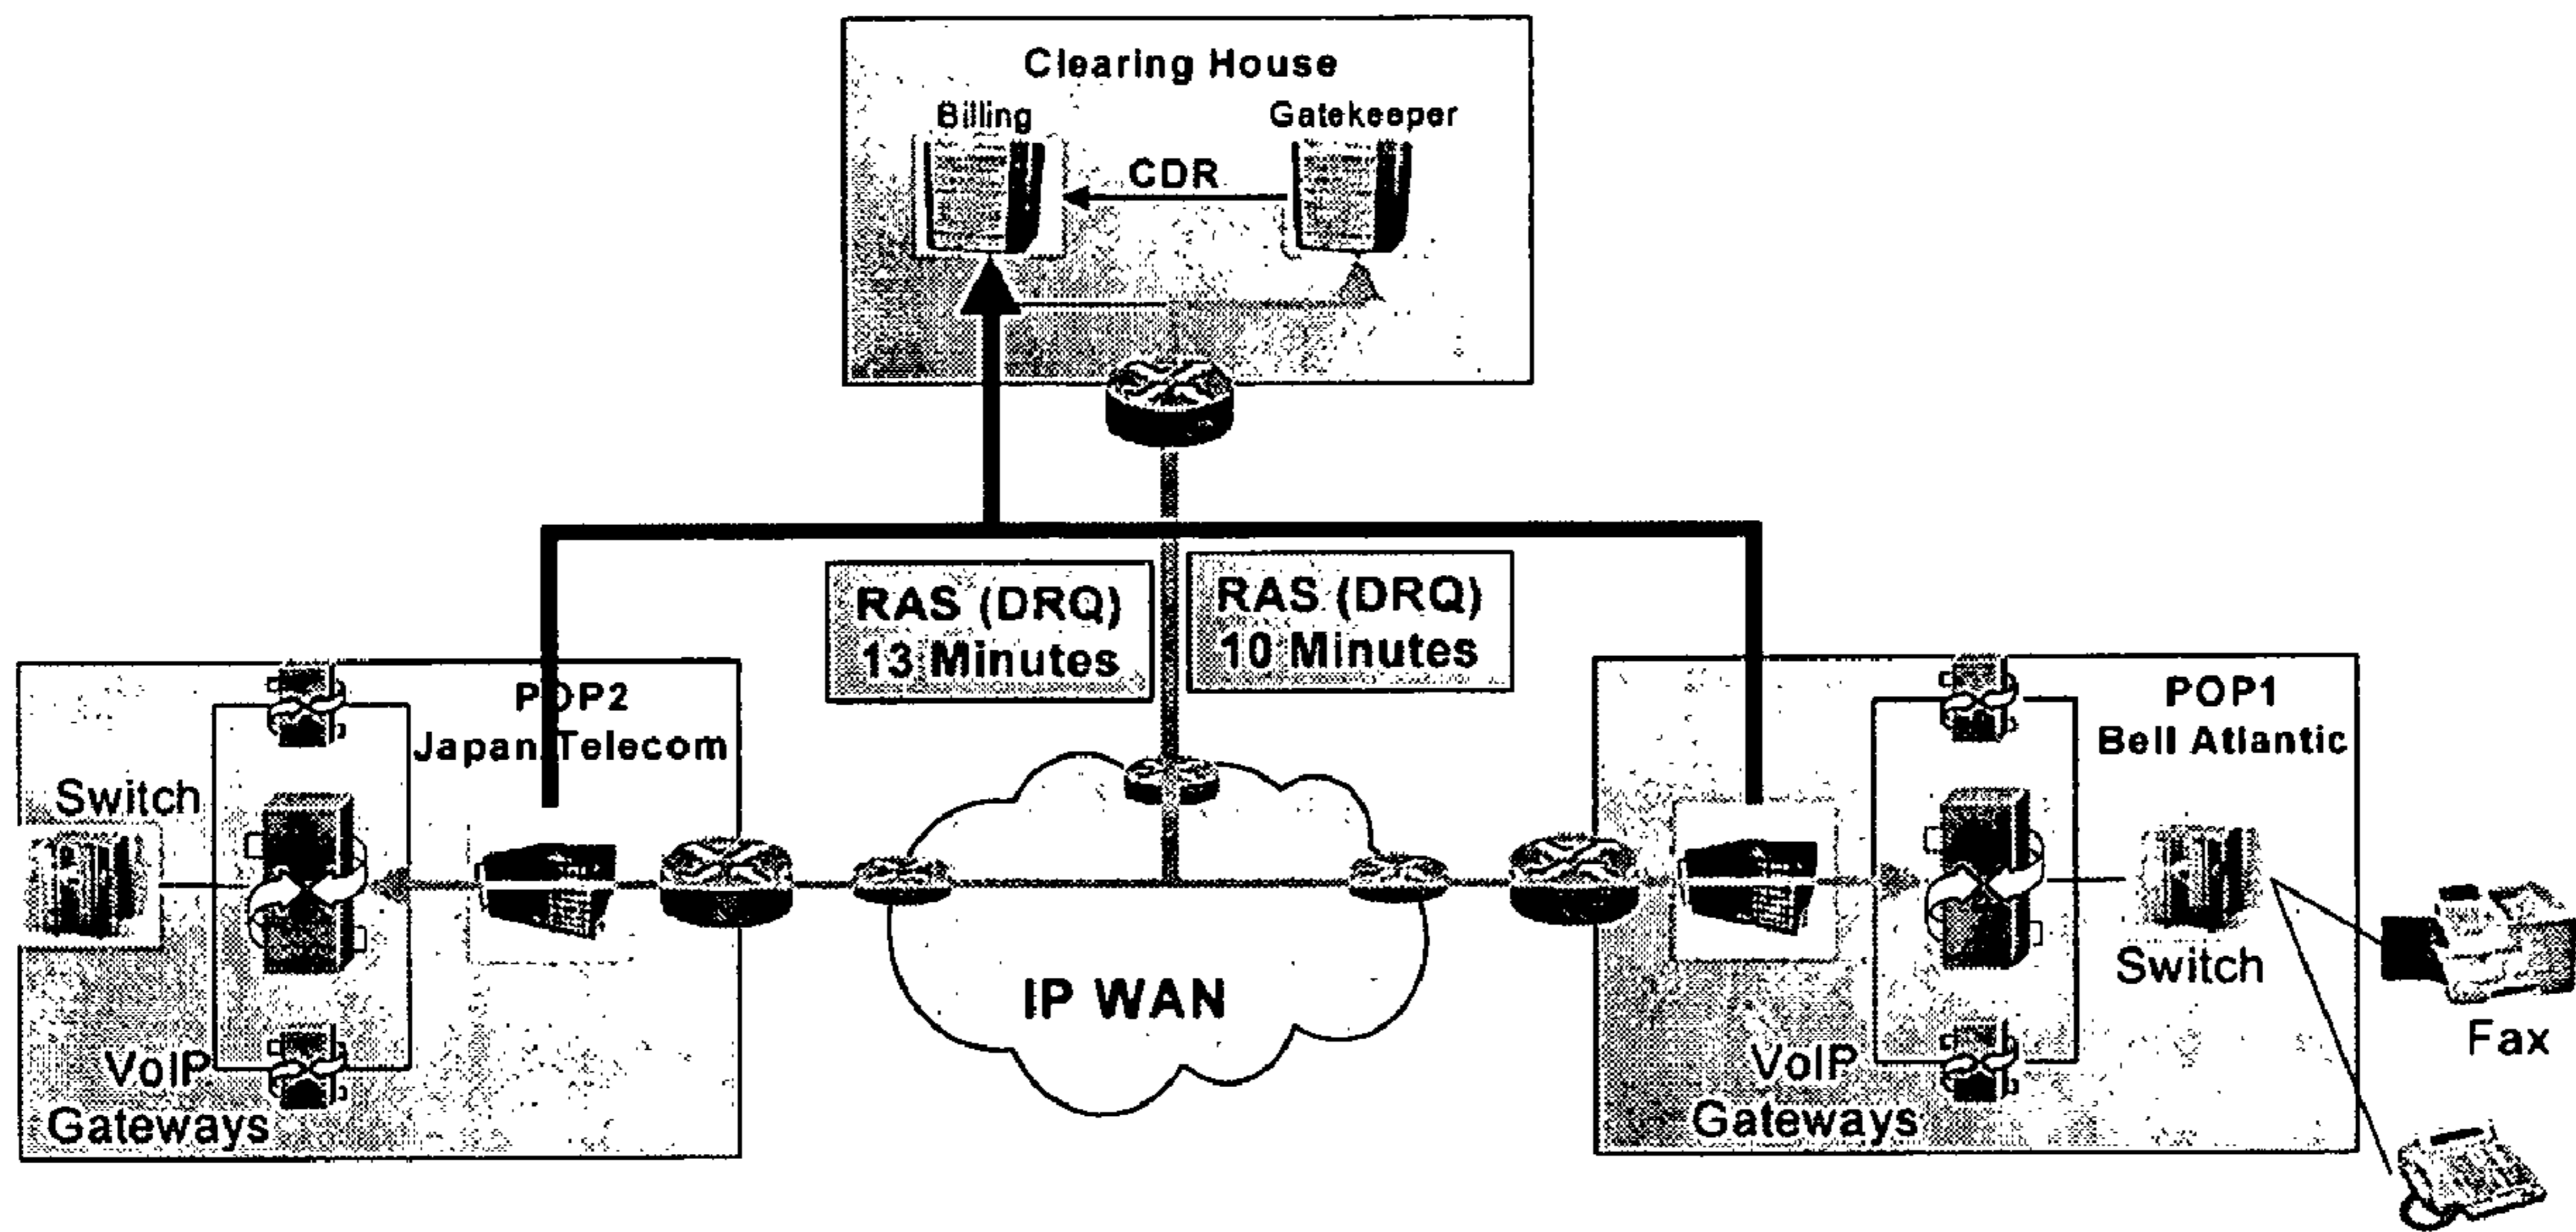 Clearing House
Billing
Gatekeeper
CDR
RAS (DRQ)
13 Minutes
RAS (DRQ)
10 Minutes
POP2
Japan Telecom
Switch
VoIP
Gateways
IP WAN
POP1
Bell Atlantic
Switch
VoIP
Gateways
Fax